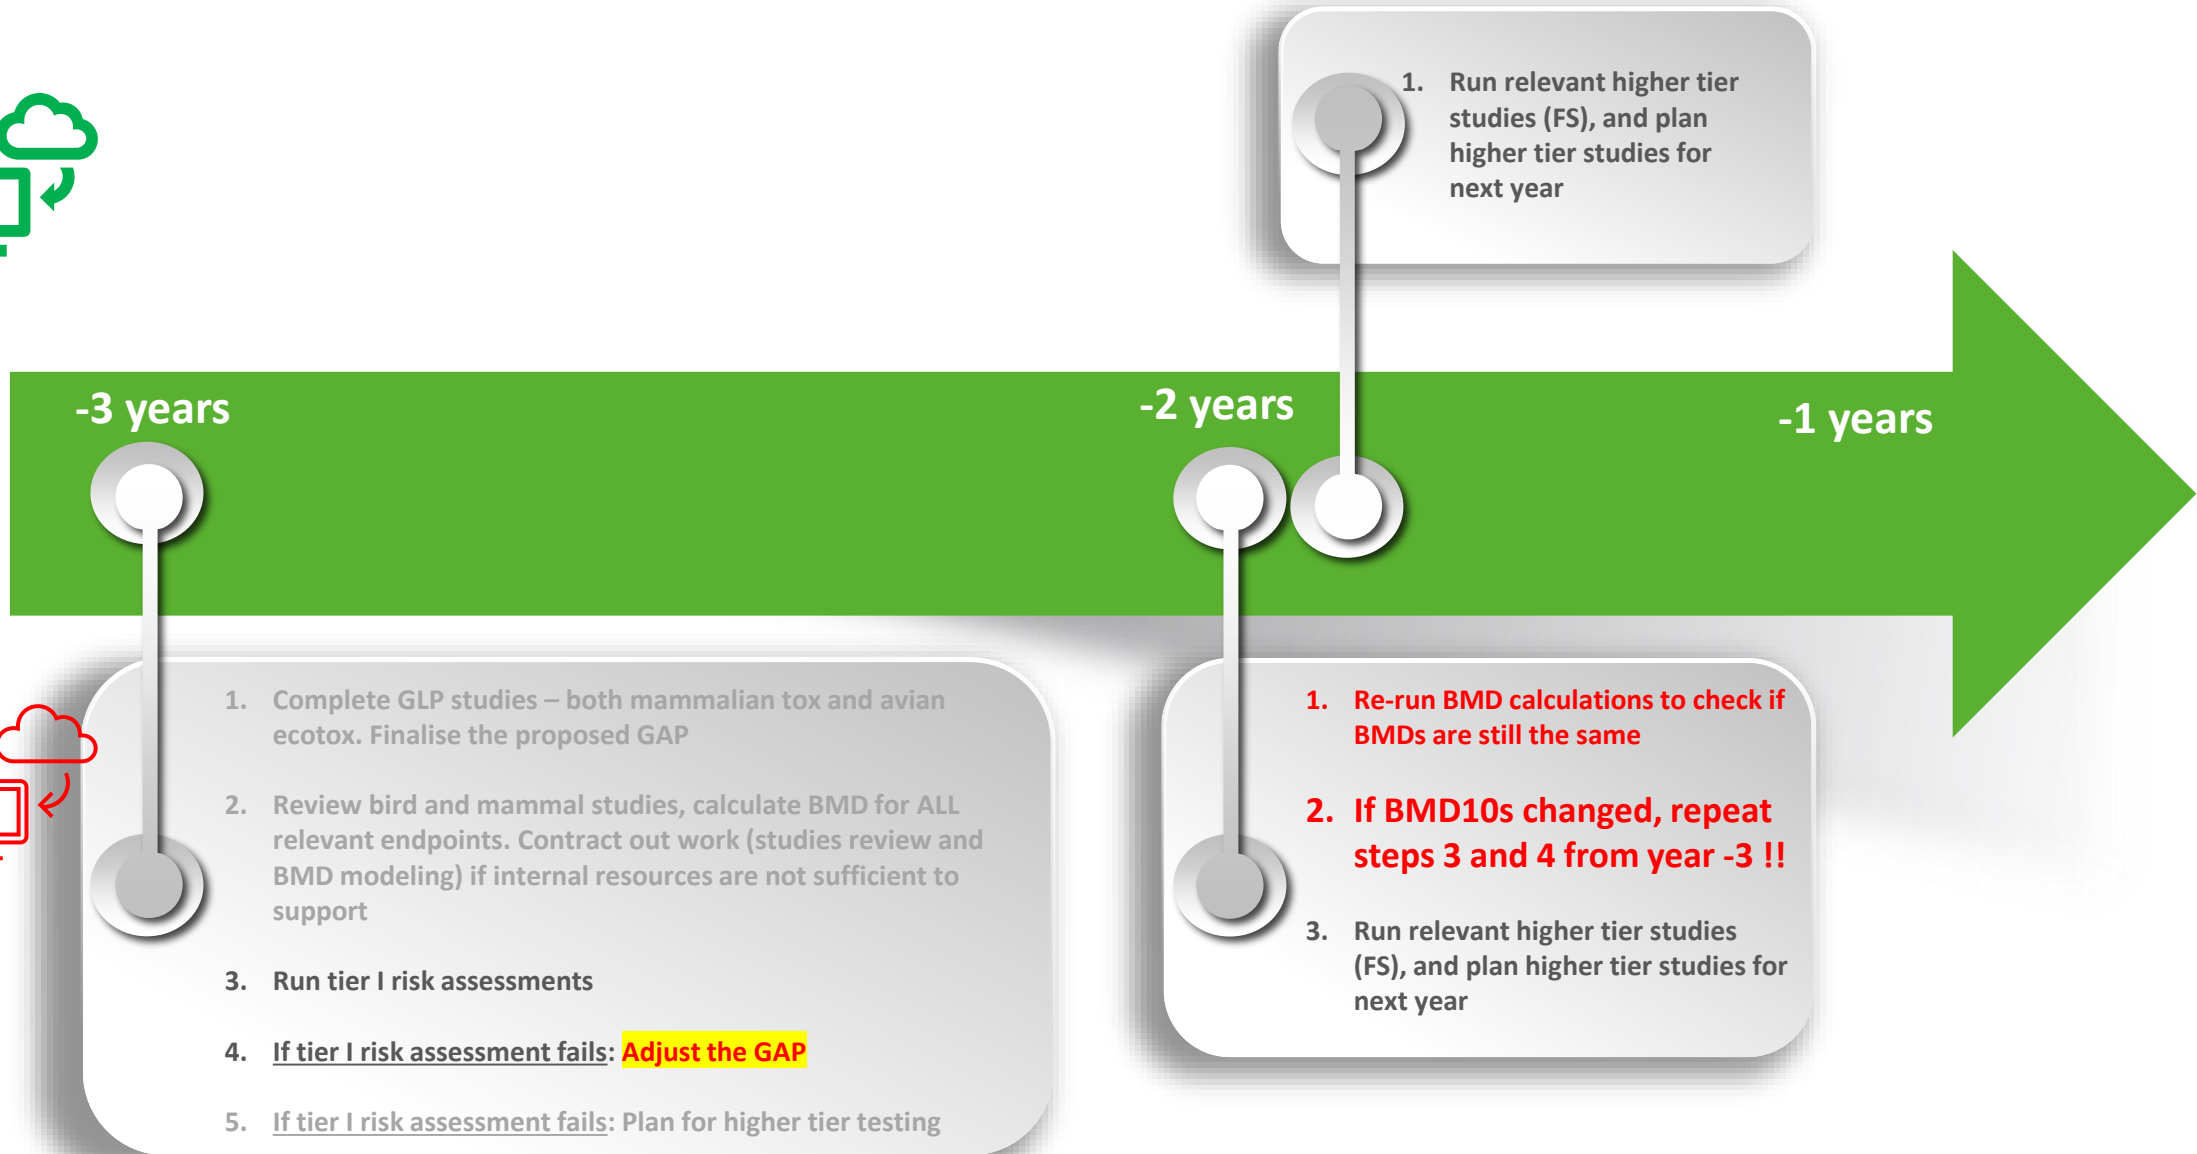 1. Run relevant higher tier
studies (FS), and plan
higher tier studies for
next year
-3 years
-2 years
-1 years
1. Complete GLP studies – both mammalian tox and avian
ecotox. Finalise the proposed GAP
2. Review bird and mammal studies, calculate BMD for ALL
relevant endpoints. Contract out work (studies review and
BMD modeling) if internal resources are not sufficient to
support
3. Run tier I risk assessments
4. If tier I risk assessment fails: Adjust the GAP
5. If tier I risk assessment fails: Plan for higher tier testing
1. Re-run BMD calculations to check if
BMDs are still the same
2. If BMD10s changed, repeat
steps 3 and 4 from year -3 !!
3. Run relevant higher tier studies
(FS), and plan higher tier studies for
next year